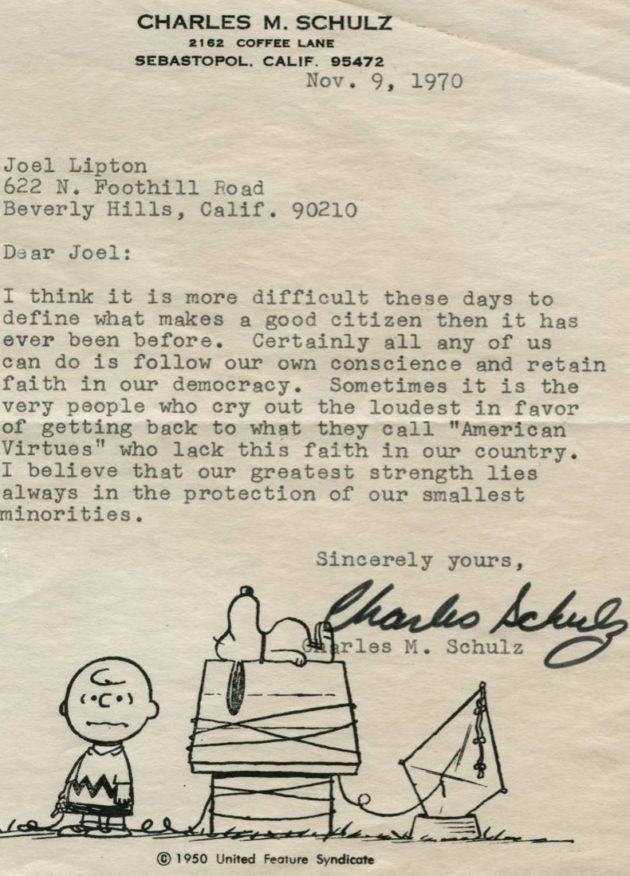 CHARLES M. SCHULZ
2162 COFFEE LANE
SEBASTOPOL, CALIF. 95472
Nov. 9, 1970
Joel Lipton
622 N. Foothill Road
Beverly Hills, Calif. 90210
Dear Joel:
I think it is more difficult these days to
define what makes a good citizen then it has
ever been before. Certainly all any of us
can do is follow our own conscience and retain
faith in our democracy. Sometimes it is the
very people who cry out the loudest in favor
of getting back to what they call "American
Virtues" who lack this faith in our country.
I believe that our greatest strength lies
always in the protection of our smallest
minorities.
Sincerely yours,
Charles Schulz
Charles M. Schulz
© 1950 United Feature Syndicate